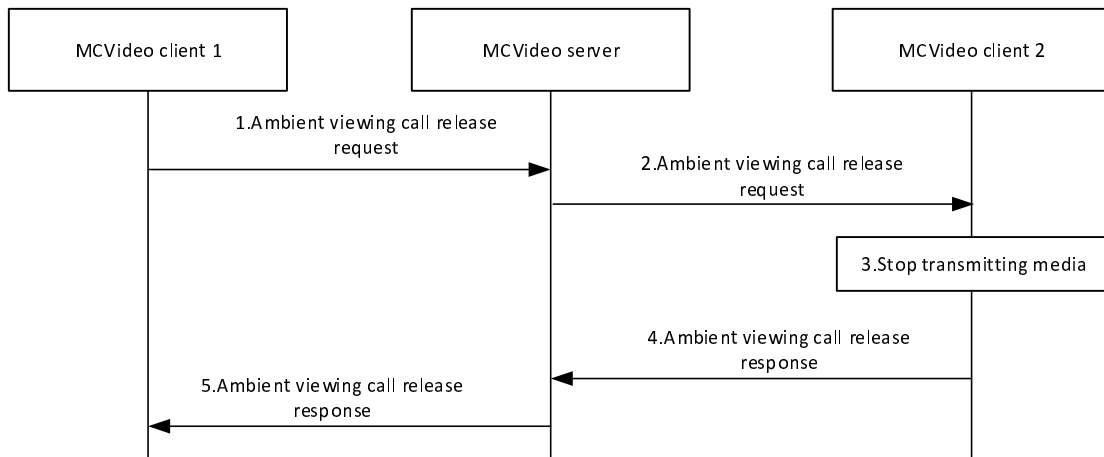 MCVideo client 1
MCVideo server
MCVideo client 2
1.Ambient viewing call release
request
2.Ambient viewing call release
request
3.Stop transmitting media
4.Ambient viewing call release
response
5.Ambient viewing call release
response